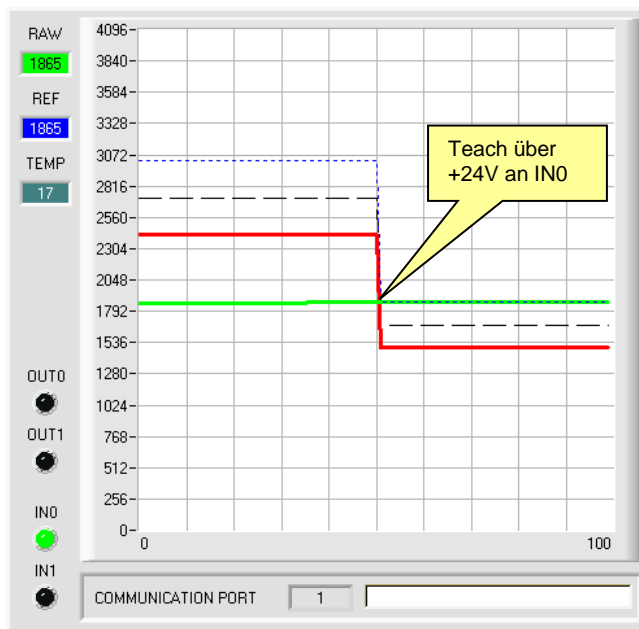 RAW
1865
REF
1865
TEMP
17
OUT0
OUT1
IN0
IN1
4096
3840
3584
3328
3072
2816
2560
2304
2048
1792
1536
1280
1024
768
512
256
0
0 100
Teach über
+24V an IN0
COMMUNICATION PORT 1